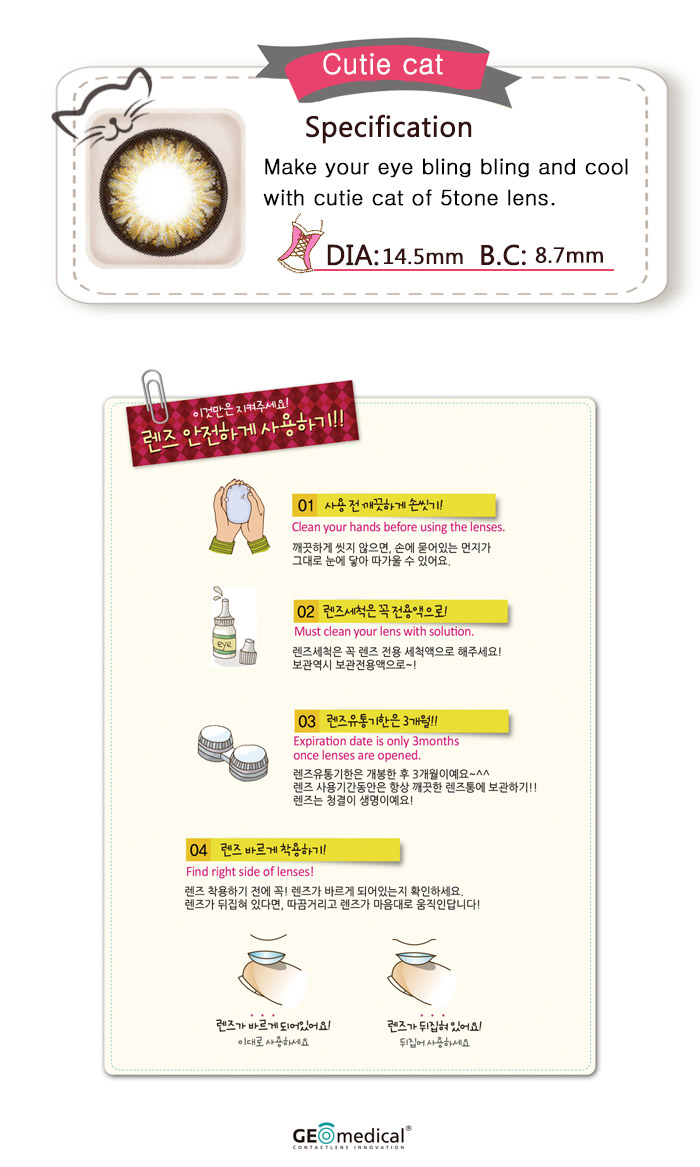 Cutie cat
Specification
Make your eye bling bling and cool
with cutie cat of 5tone lens.
DIA:14.5mm B.C: 8.7mm
이것만은 지켜주세요!
렌즈 안전하게 사용하기!!
01 사용 전 깨끗하게 손씻기!
Clean your hands before using the lenses.
깨끗하게 씻지 않으면, 손에 묻어있는 먼지가
그대로 눈에 닿아 따가울 수 있어요.
eye
02 렌즈세척은 꼭 전용액으로!
Must clean your lens with solution.
렌즈세척은 꼭 렌즈 전용 세척액으로 해주세요!
보관역시 보관전용액으로~!
03 렌즈유통기한은 3개월!!
Expiration date is only 3months
once lenses are opened.
렌즈유통기한은 개봉한 후 3개월이예요~^^
렌즈 사용기간동안은 항상 깨끗한 렌즈통에 보관하기!!
렌즈는 청결이 생명이예요!
04 렌즈 바르게 착용하기!
Find right side of lenses!
렌즈 착용하기 전에 꼭! 렌즈가 바르게 되어있는지 확인하세요.
렌즈가 뒤집혀 있다면, 따끔거리고 렌즈가 마음대로 움직인답니다!
렌즈가 바르게 되어있어요!
이대로 사용하세요
렌즈가 뒤집혀 있어요!
뒤집어 사용하세요
GEOmedical®
CONTACTLENS INNOVATION